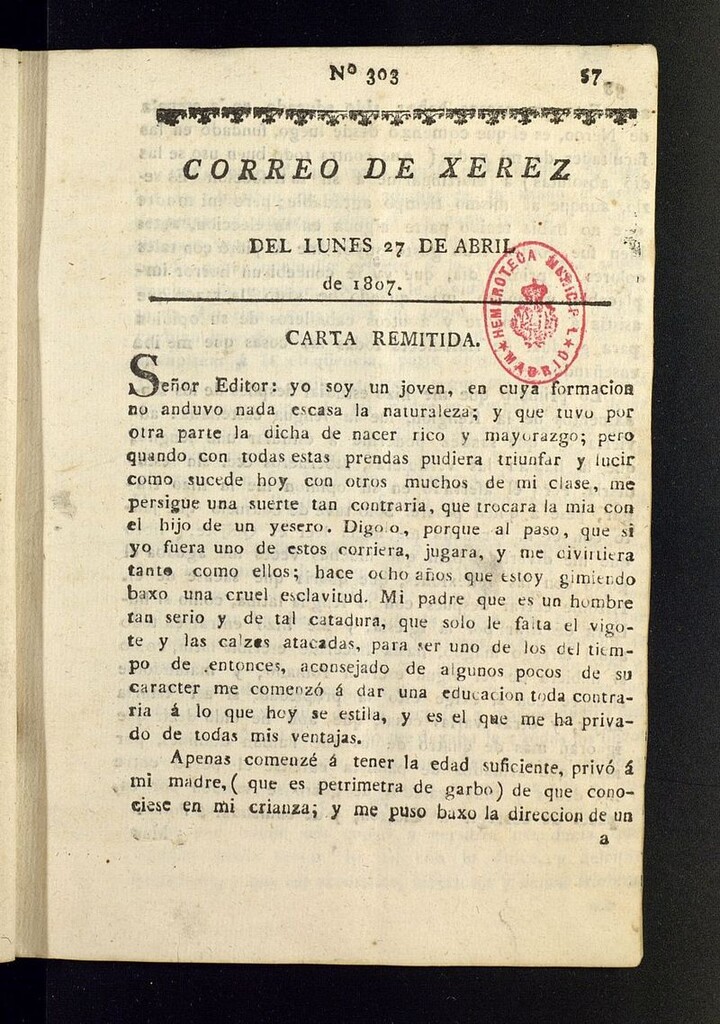 Nº 303 57
CORREO DE XEREZ
DEL LUNES 27 DE ABRIL
de 1807.
HEMEROTECA MUNICIPAL
★ MADRID ★
CARTA REMITIDA.
Señor Editor: yo soy un joven, en cuya formacion
no anduvo nada escasa la naturaleza; y que tuvo por
otra parte la dicha de nacer rico y mayorazgo; pero
quando con todas estas prendas pudiera triunfar y lucir
como sucede hoy con otros muchos de mi clase, me
persigue una suerte tan contraria, que trocara la mia con
el hijo de un yesero. Digolo, porque al paso, que si
yo fuera uno de estos corriera, jugara, y me divirtiera
tanto como ellos; hace ocho años que estoy gimiendo
baxo una cruel esclavitud. Mi padre que es un hombre
tan serio y de tal catadura, que solo le falta el vigo-
te y las calzas atacadas, para ser uno de los del tiem-
po de entonces, aconsejado de algunos pocos de su
caracter me comenzó á dar una educacion toda contra-
ria á lo que hoy se estila, y es el que me ha priva-
do de todas mis ventajas.
Apenas comenzé á tener la edad suficiente, privó á
mi madre, ( que es petrimetra de garbo) de que cono-
ciese en mi crianza; y me puso baxo la direccion de un
a